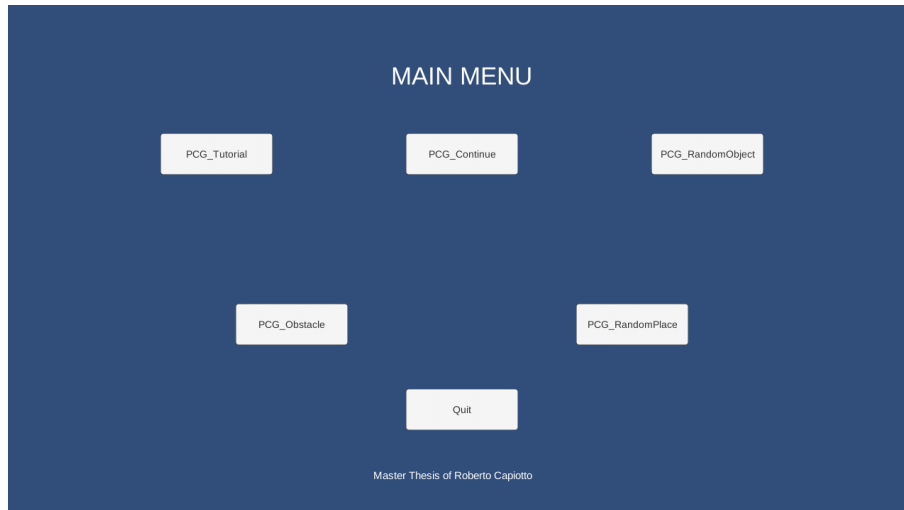 MAIN MENU
PCG_Tutorial
PCG_Continue
PCG_RandomObject
PCG_Obstacle
PCG_RandomPlace
Quit
Master Thesis of Roberto Capiotto